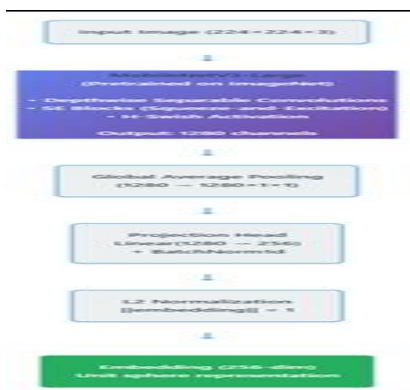 Input Image (224×224×3)
MobileNetV3-Large
(Pretrained on ImageNet)
• Depthwise Separable Convolutions
• SE Blocks (Squeeze-and-Excitation)
• H-Swish Activation
Output: 1280 channels
Global Average Pooling
(1280 → 1280×1×1)
Projection Head
Linear(1280 → 256)
+ BatchNorm1d
L2 Normalization
||embedding|| = 1
Embedding (256-dim)
Unit sphere representation